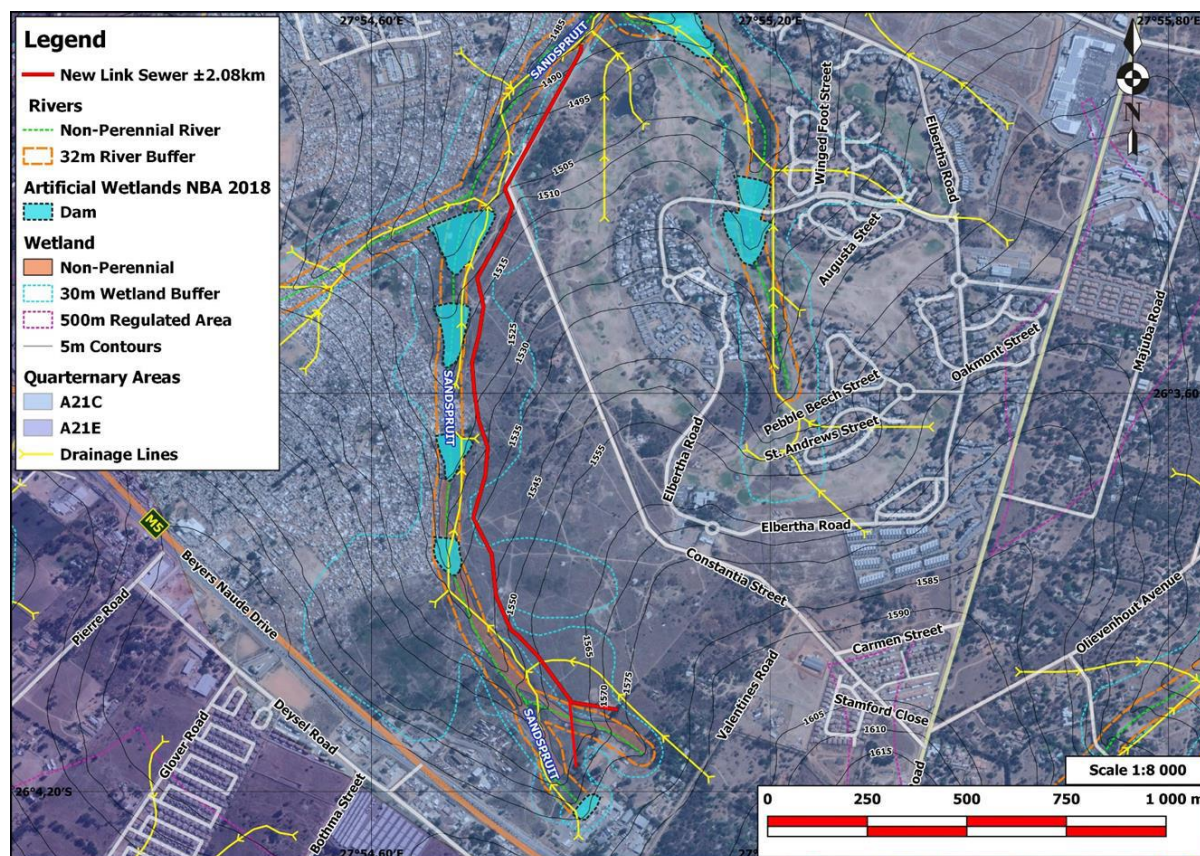 27°54,60'E
27°55,20'E
27°55,80'E
Legend
New Link Sewer ±2.08km
Rivers
Non-Perennial River
32m River Buffer
Artificial Wetlands NBA 2018
Dam
Wetland
Non-Perennial
30m Wetland Buffer
500m Regulated Area
5m Contours
Quarternary Areas
A21C
A21E
Drainage Lines
N
SANDSPRUIT
1485
1490
1495
1505
1510
1515
1525
1530
1535
1545
1555
1550
1565
1570
1575
SANDSPRUIT
SANDSPRUIT
Winged Foot Street
Elbertha Road
Augusta Street
Oakmont Street
Majuba Road
26°3,60
Pebble Beech Street
St. Andrews Street
Elbertha Road
Elbertha Road
Constantia Street
1585
1590
Olievenhout Avenue
Carmen Street
Valentines Road
Stamford Close
1605
1610
1615
oad
M5
Beyers Naude Drive
Pierre Road
Deysel Road
Glover Road
Bothma Street
26°4,20'S
27°54,60'E
27°
Scale 1:8 000
0 250 500 750 1 000 m